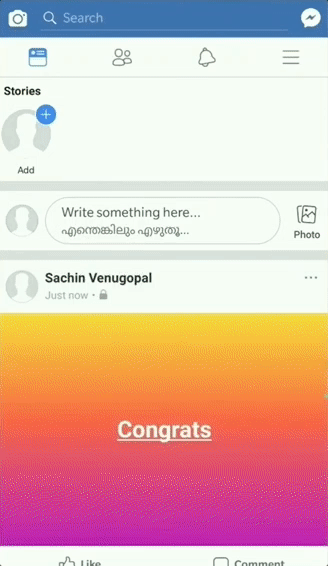 Search
Stories
Add
Write something here...
എന്തെങ്കിലും എഴുതൂ...
Photo
Sachin Venugopal
Just now
Congrats
Like
Comment